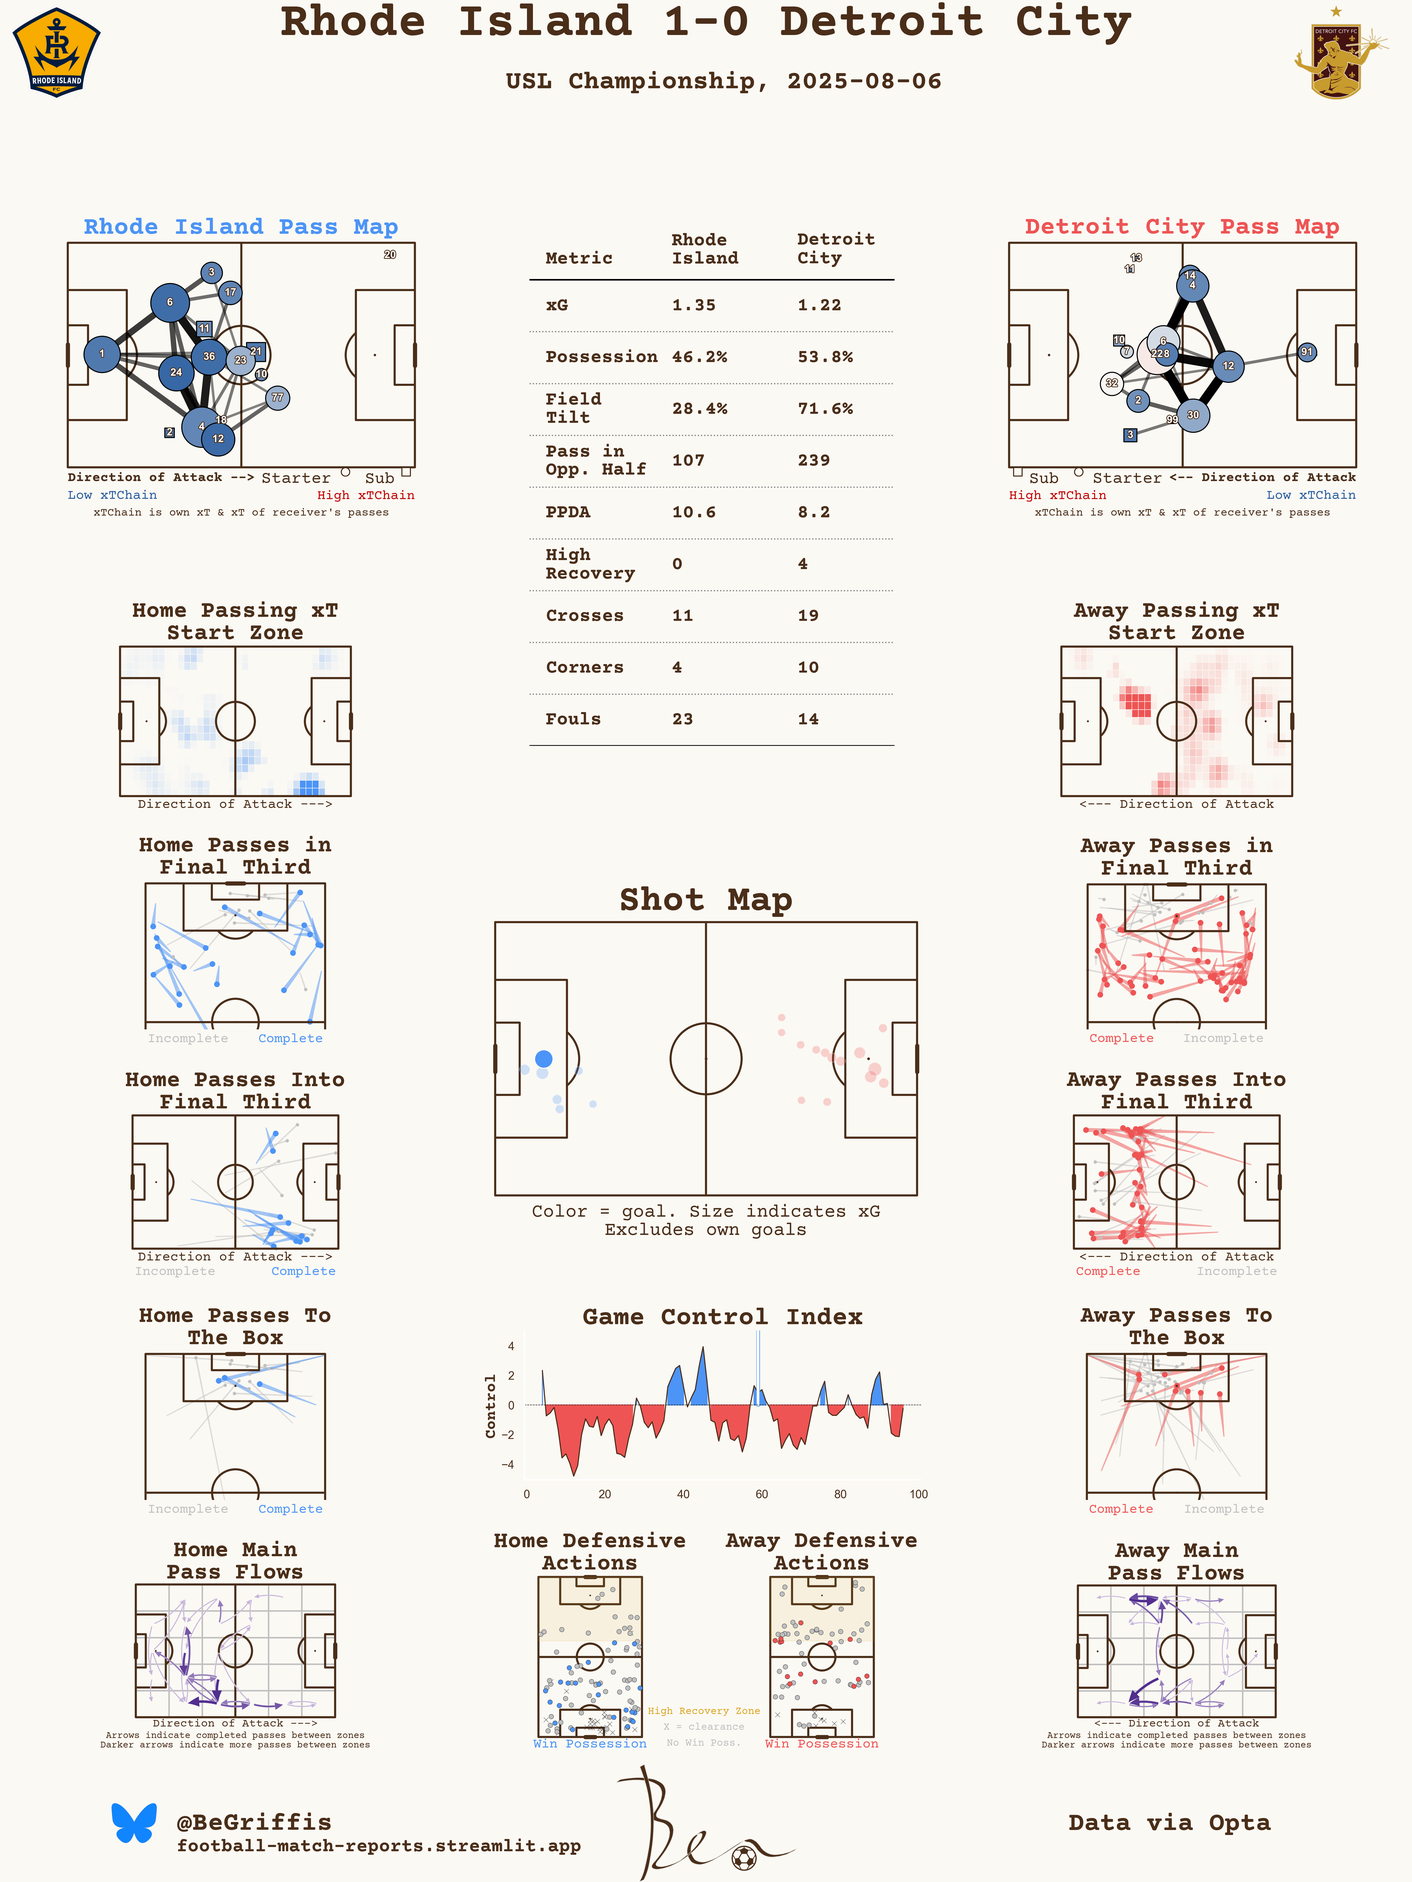 Rhode Island 1-0 Detroit City
USL Championship, 2025-08-06
RHODE ISLAND
FC
DETROIT CITY FC
Rhode Island Pass Map
20
3
6
17
11
1
36
21
23
24
10
77
18
4
12
2
Direction of Attack --> Starter Sub
Low xTChain High xTChain
xTChain is own xT & xT of receiver's passes
Metric Rhode Island Detroit City
xG 1.35 1.22
Possession 46.2% 53.8%
Field Tilt 28.4% 71.6%
Pass in Opp. Half 107 239
PPDA 10.6 8.2
High Recovery 0 4
Crosses 11 19
Corners 4 10
Fouls 23 14
Detroit City Pass Map
13
11
14
4
10
6
7
228
91
12
32
2
30
99
3
Sub Starter <-- Direction of Attack
High xTChain Low xTChain
xTChain is own xT & xT of receiver's passes
Home Passing xT
Start Zone
Direction of Attack --->
Away Passing xT
Start Zone
<--- Direction of Attack
Home Passes in
Final Third
Incomplete Complete
Away Passes in
Final Third
Complete Incomplete
Shot Map
Color = goal. Size indicates xG
Excludes own goals
Home Passes Into
Final Third
Direction of Attack --->
Incomplete Complete
Away Passes Into
Final Third
<--- Direction of Attack
Complete Incomplete
Home Passes To
The Box
Incomplete Complete
Game Control Index
Control
4
2
0
−2
−4
0 20 40 60 80 100
Away Passes To
The Box
Complete Incomplete
Home Main
Pass Flows
Direction of Attack --->
Arrows indicate completed passes between zones
Darker arrows indicate more passes between zones
Home Defensive
Actions
Win Possession
High Recovery Zone
X = clearance
No Win Poss.
Away Defensive
Actions
Win Possession
Away Main
Pass Flows
<--- Direction of Attack
Arrows indicate completed passes between zones
Darker arrows indicate more passes between zones
@BeGriffis
football-match-reports.streamlit.app
Ben
Data via Opta